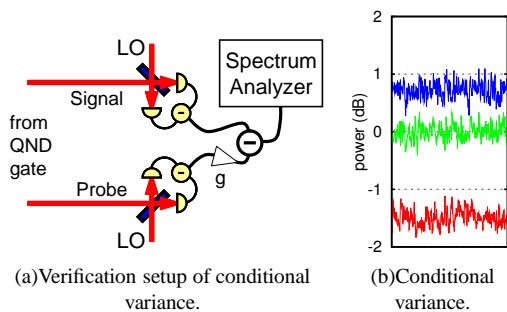 LO
Signal
from
QND
gate
Probe
LO
-
-
-
g
Spectrum
Analyzer
(a)Verification setup of conditional
variance.
power (dB)
2
1
0
-1
-2
(b)Conditional
variance.